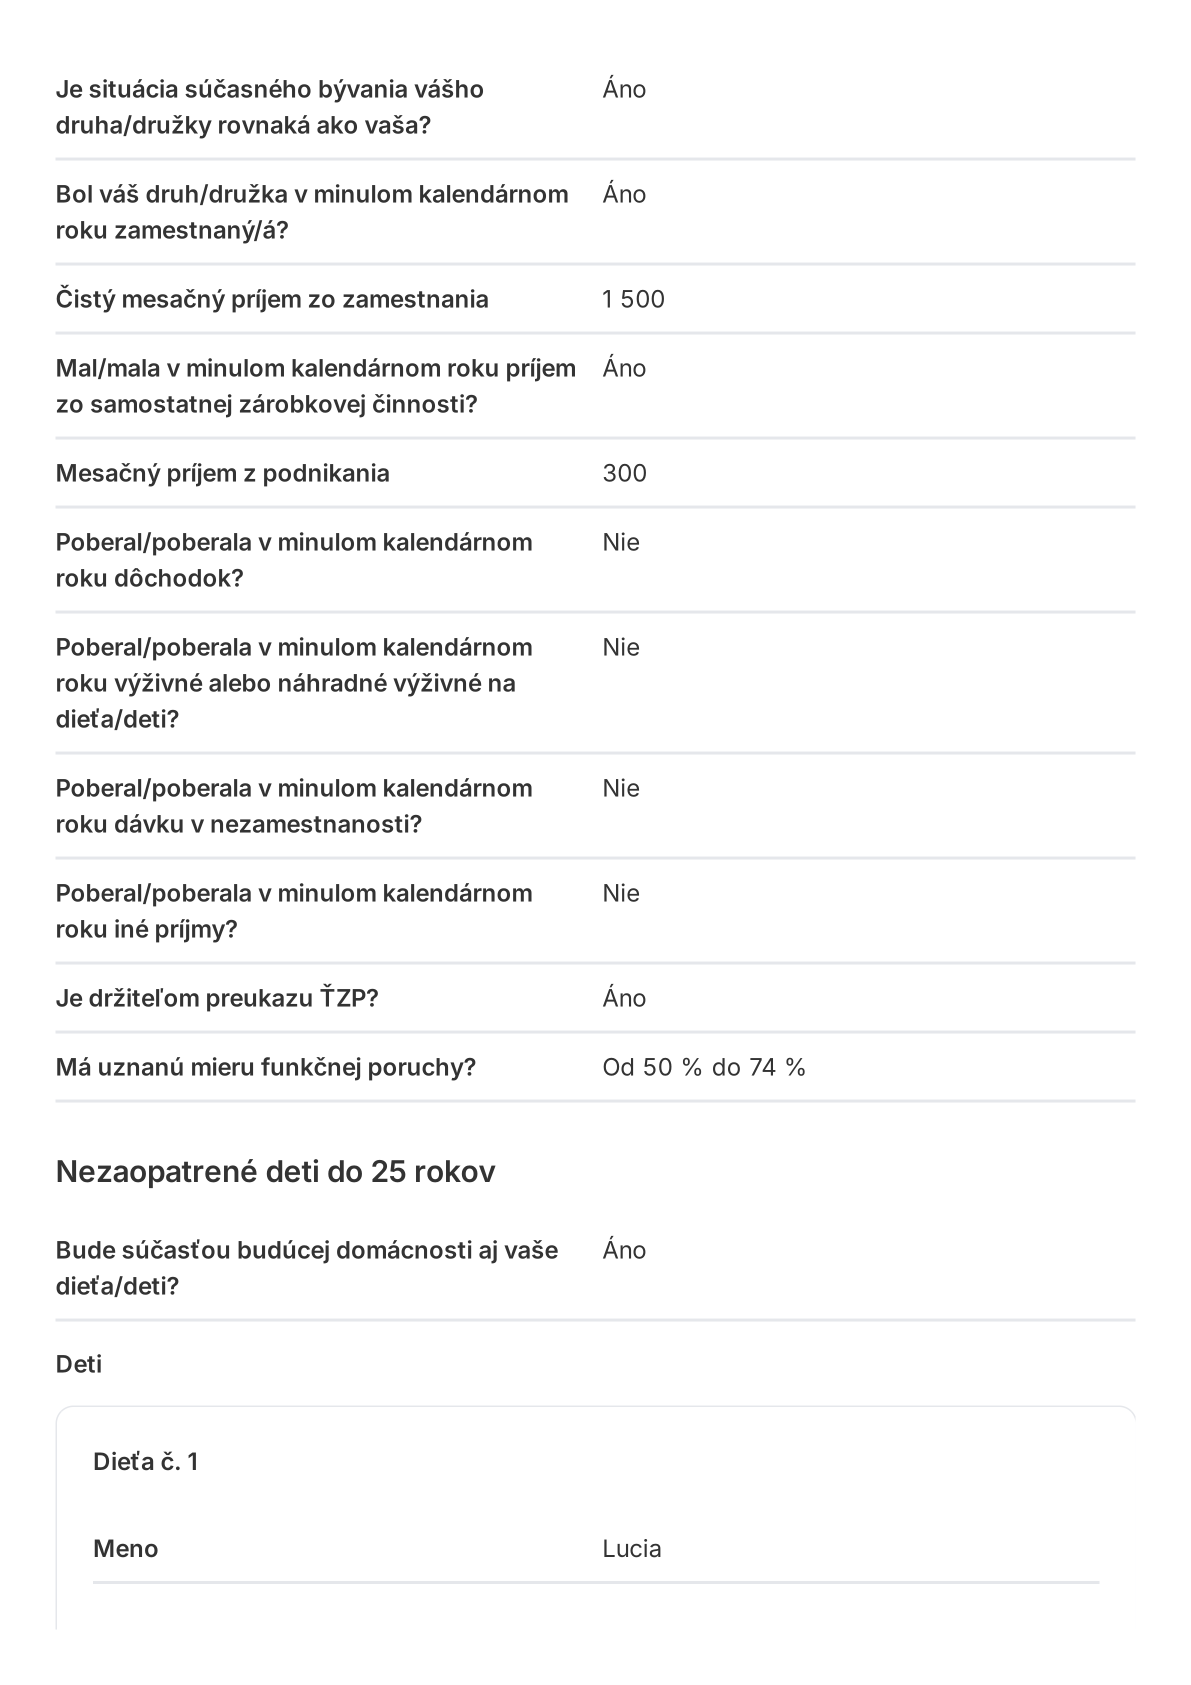 Je situácia súčasného bývania vášho
druha/družky rovnaká ako vaša?
Áno
Bol váš druh/družka v minulom kalendárnom
roku zamestnaný/á?
Áno
Čistý mesačný príjem zo zamestnania
1 500
Mal/mala v minulom kalendárnom roku príjem
zo samostatnej zárobkovej činnosti?
Áno
Mesačný príjem z podnikania
300
Poberal/poberala v minulom kalendárnom
roku dôchodok?
Nie
Poberal/poberala v minulom kalendárnom
roku výživné alebo náhradné výživné na
dieťa/deti?
Nie
Poberal/poberala v minulom kalendárnom
roku dávku v nezamestnanosti?
Nie
Poberal/poberala v minulom kalendárnom
roku iné príjmy?
Nie
Je držiteľom preukazu ŤZP?
Áno
Má uznanú mieru funkčnej poruchy?
Od 50 % do 74 %
Nezaopatrené deti do 25 rokov
Bude súčasťou budúcej domácnosti aj vaše
dieťa/deti?
Áno
Deti
Dieťa č. 1
Meno
Lucia